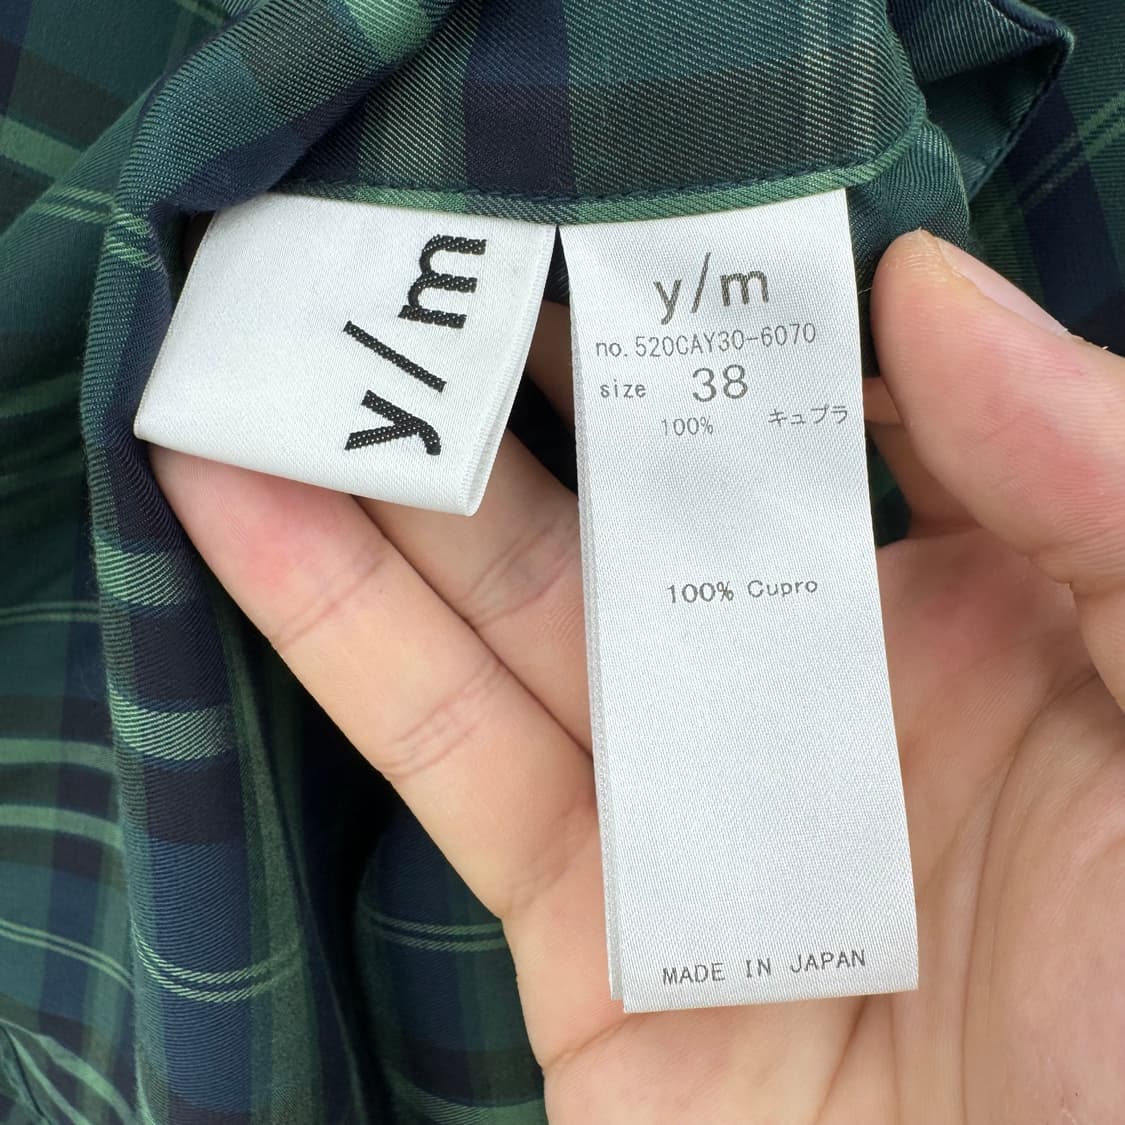 y/m
y/m
no. 520CAY30-6070
size 38
100% キュプラ
100% Cupro
MADE IN JAPAN